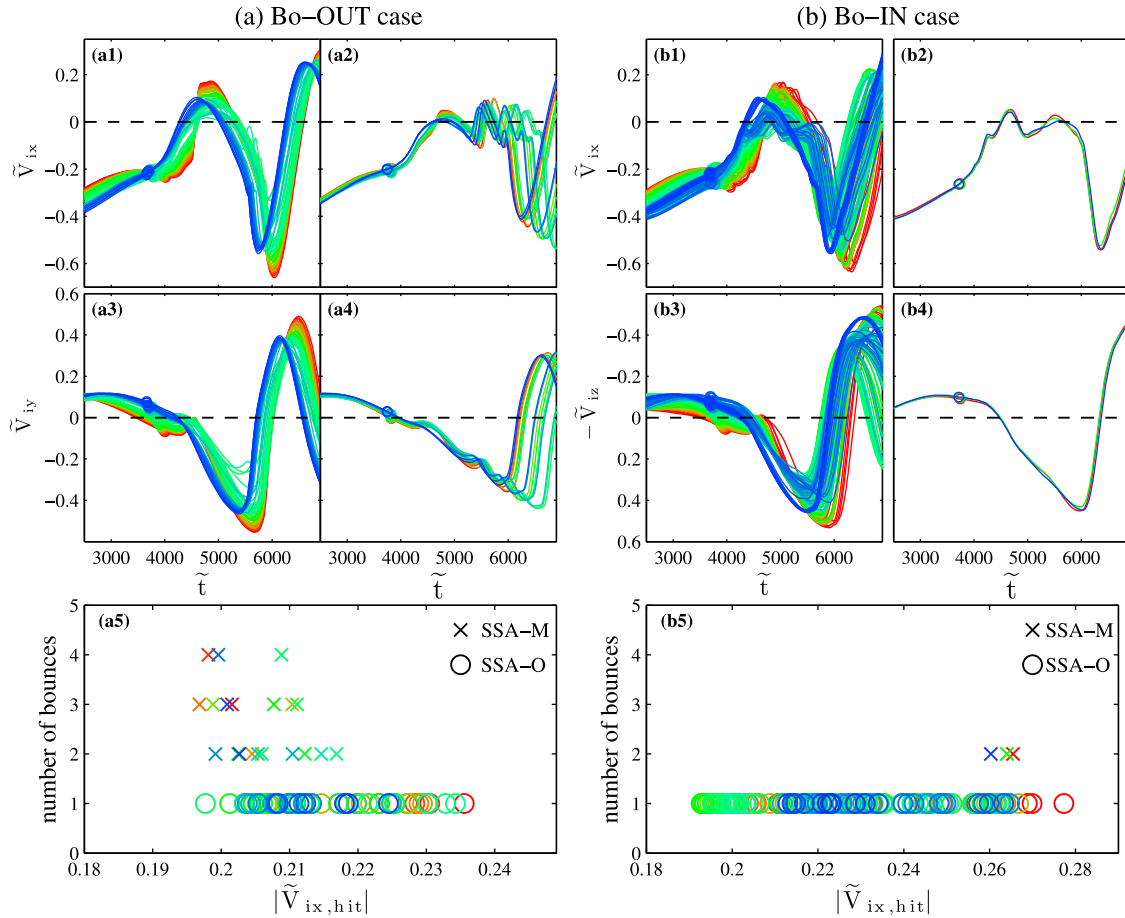 (a) Bo−OUT case
(b) Bo−IN case
(a1)
(a2)
(b1)
(b2)
0.2
0
−0.2
−0.4
−0.6
Ṽ ix
0.2
0
−0.2
−0.4
−0.6
Ṽ ix
(a3)
(a4)
(b3)
(b4)
0.6
0.4
0.2
0
−0.2
−0.4
Ṽ iy
-0.4
-0.2
0
0.2
0.4
0.6
− Ṽ iz
3000 4000 5000 6000
3000 4000 5000 6000
3000 4000 5000 6000
3000 4000 5000 6000
t̃
t̃
t̃
t̃
(a5)
× SSA−M
○ SSA−O
5
4
3
2
1
0
number of bounces
0.18 0.19 0.2 0.21 0.22 0.23 0.24
|Ṽ ix,hit|
(b5)
× SSA−M
○ SSA−O
5
4
3
2
1
0
number of bounces
0.18 0.2 0.22 0.24 0.26 0.28
|Ṽ ix,hit|